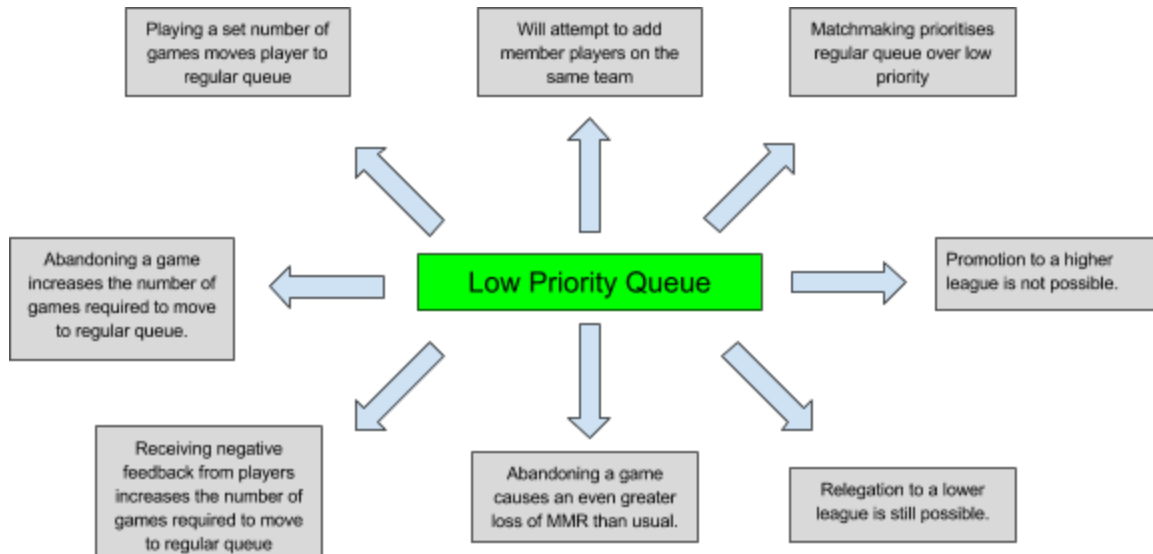 Playing a set number of
games moves player to
regular queue
Will attempt to add
member players on the
same team
Matchmaking prioritises
regular queue over low
priority
Abandoning a game
increases the number of
games required to move
to regular queue.
Low Priority Queue
Promotion to a higher
league is not possible.
Receiving negative
feedback from players
increases the number of
games required to move
to regular queue
Abandoning a game
causes an even greater
loss of MMR than usual.
Relegation to a lower
league is still possible.